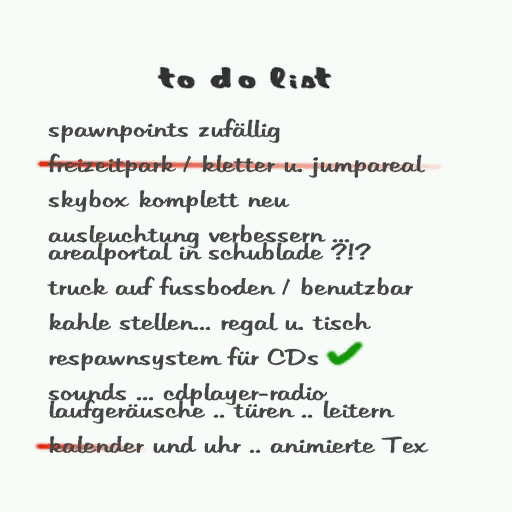 to do list
spawnpoints zufällig
freizeitpark / kletter u. jumpareal
skybox komplett neu
ausleuchtung verbessern ...
arealportal in schublade ?!?
truck auf fussboden / benutzbar
kahle stellen... regal u. tisch
respawnsystem für CDs
sounds ... cdplayer-radio
laufgeräusche .. türen .. leitern
kalender und uhr .. animierte Tex